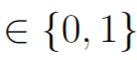 ∈ {0, 1}